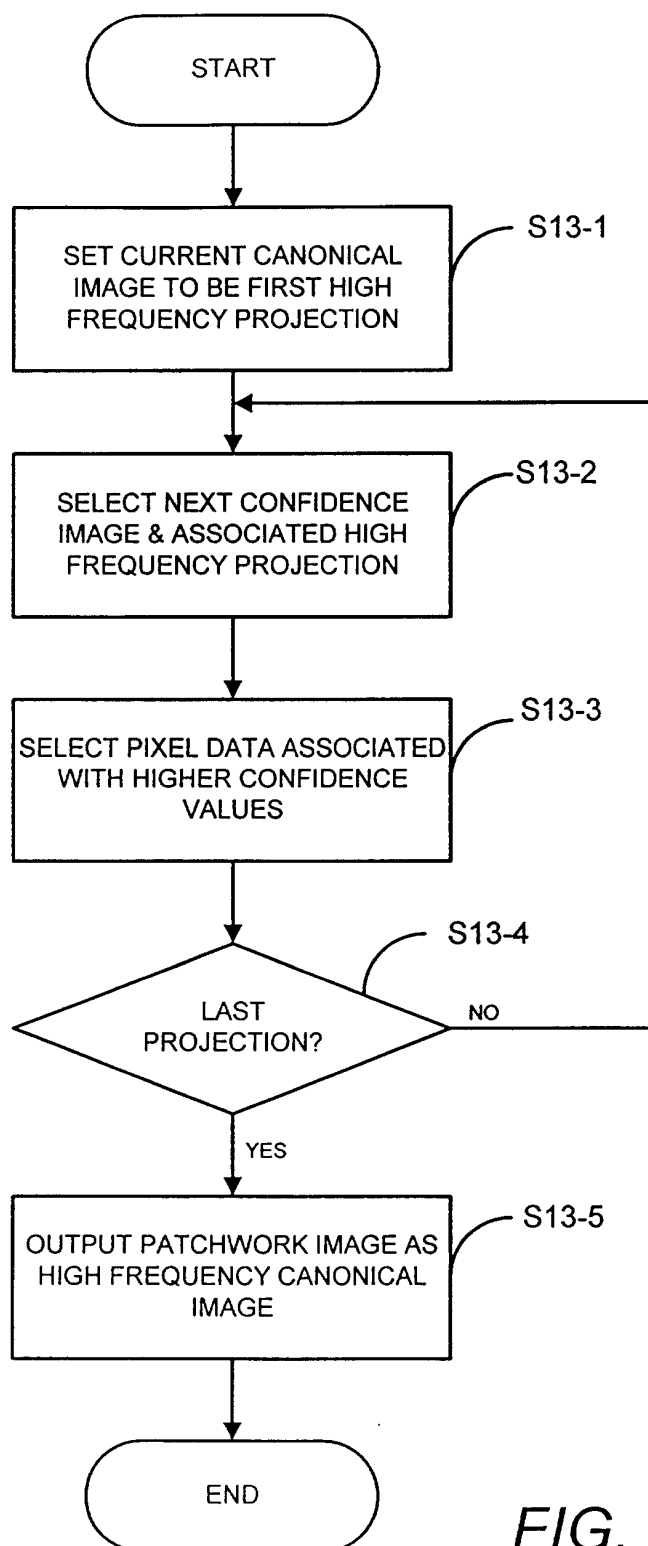 START
S13-1
SET CURRENT CANONICAL
IMAGE TO BE FIRST HIGH
FREQUENCY PROJECTION
S13-2
SELECT NEXT CONFIDENCE
IMAGE & ASSOCIATED HIGH
FREQUENCY PROJECTION
S13-3
SELECT PIXEL DATA ASSOCIATED
WITH HIGHER CONFIDENCE
VALUES
S13-4
LAST
PROJECTION?
NO
YES
S13-5
OUTPUT PATCHWORK IMAGE AS
HIGH FREQUENCY CANONICAL
IMAGE
END
FIG.